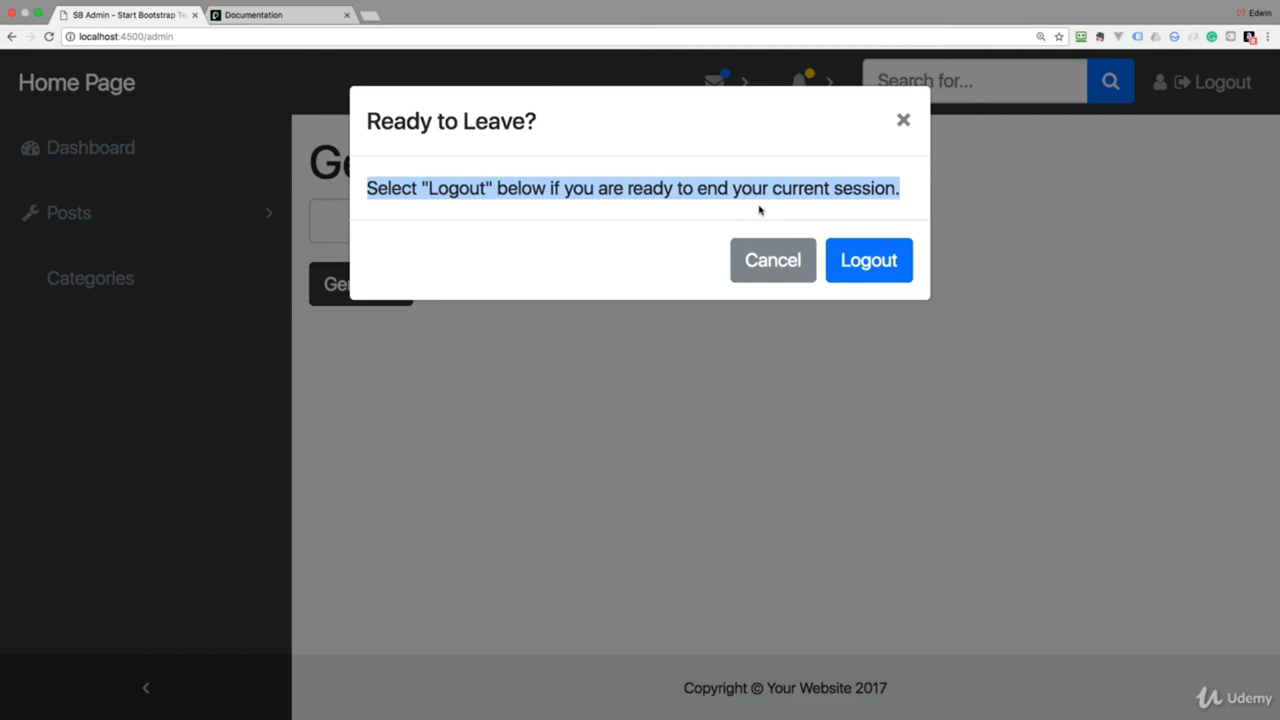 SB Admin - Start Bootstrap Te
Documentation
Edwin
localhost:4500/admin
Home Page
Search for...
Logout
Ready to Leave?
Dashboard
Ge
Select "Logout" below if you are ready to end your current session.
Posts
Cancel
Logout
Categories
Ge
Copyright © Your Website 2017
Udemy